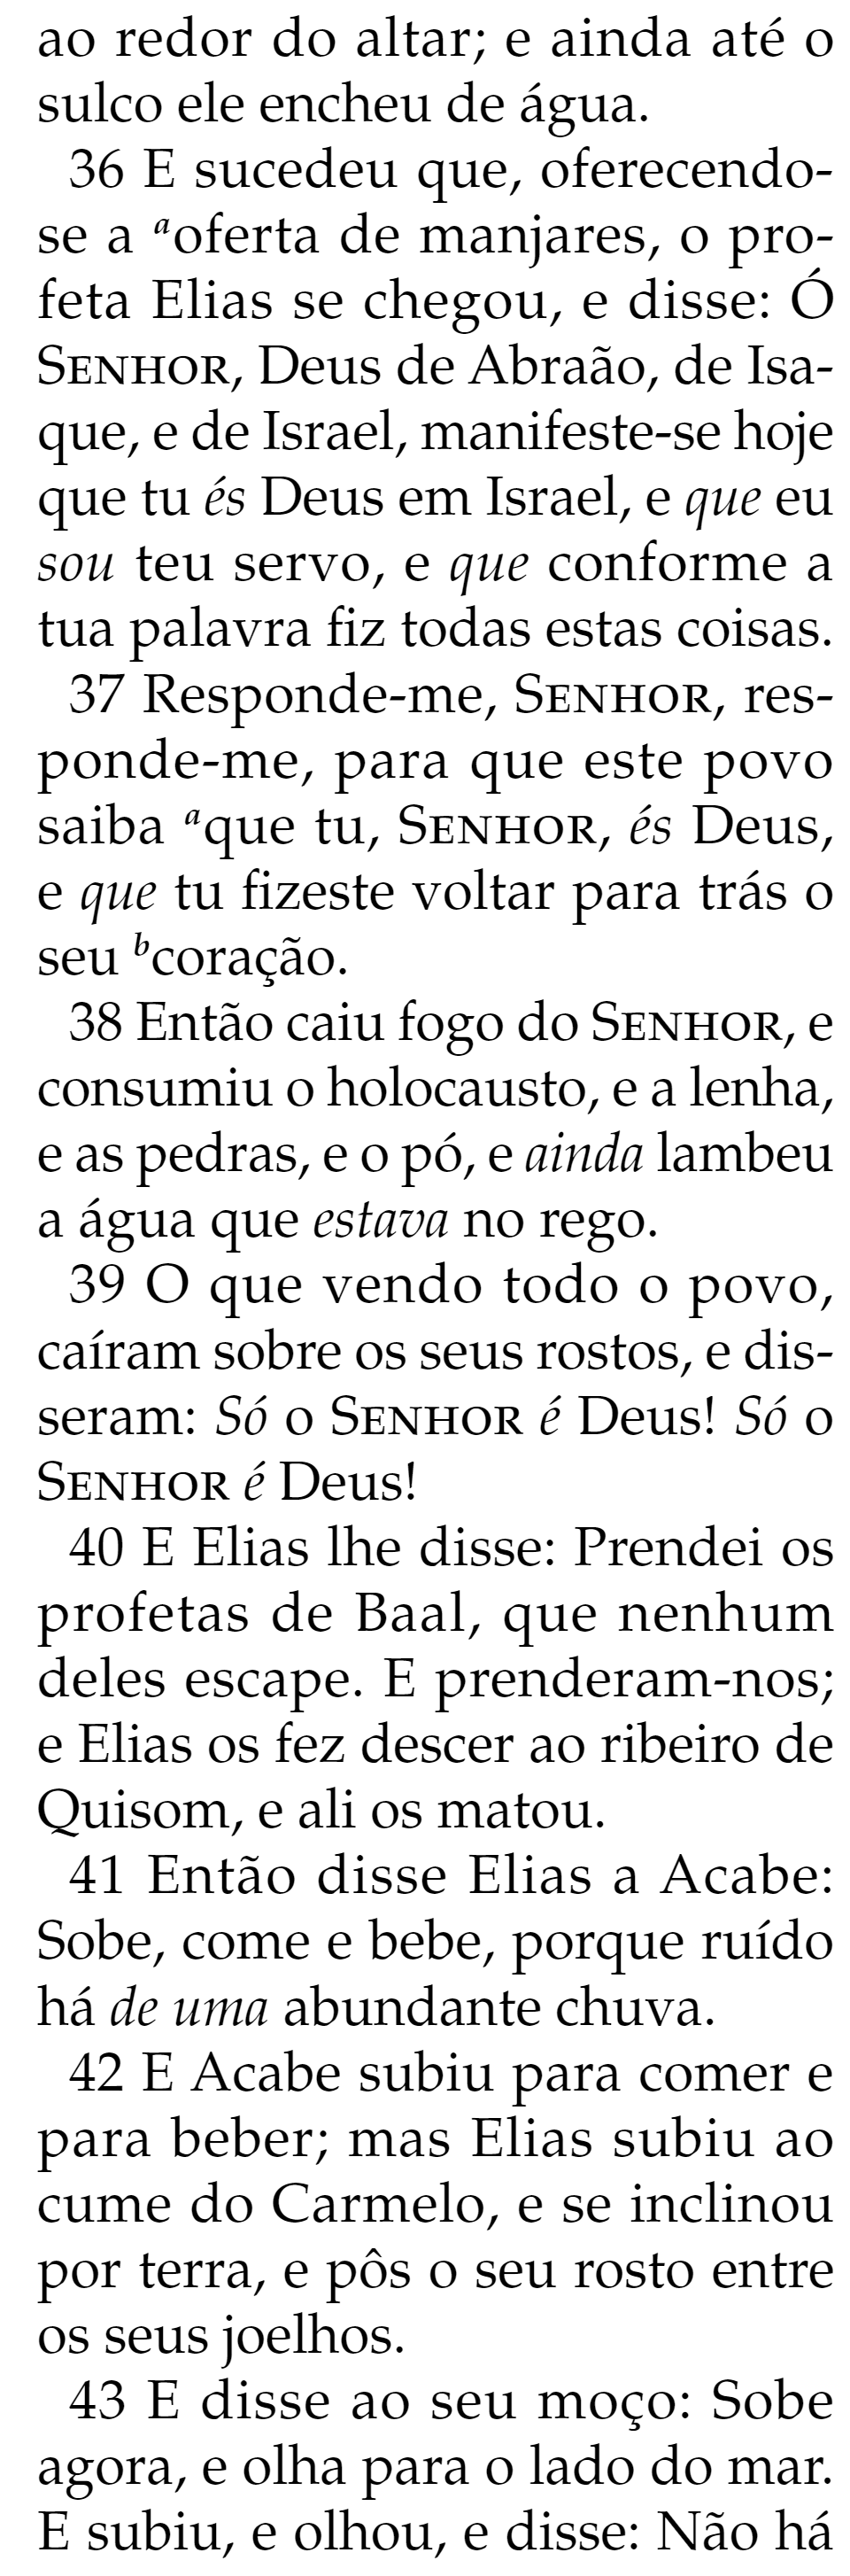 ao redor do altar; e ainda até o
sulco ele encheu de água.
36 E sucedeu que, oferecendo-
se a ᵃoferta de manjares, o pro-
feta Elias se chegou, e disse: Ó
SENHOR, Deus de Abraão, de Isa-
que, e de Israel, manifeste-se hoje
que tu és Deus em Israel, e que eu
sou teu servo, e que conforme a
tua palavra fiz todas estas coisas.
37 Responde-me, SENHOR, res-
ponde-me, para que este povo
saiba ᵃque tu, SENHOR, és Deus,
e que tu fizeste voltar para trás o
seu ᵇcoração.
38 Então caiu fogo do SENHOR, e
consumiu o holocausto, e a lenha,
e as pedras, e o pó, e ainda lambeu
a água que estava no rego.
39 O que vendo todo o povo,
caíram sobre os seus rostos, e dis-
seram: Só o SENHOR é Deus! Só o
SENHOR é Deus!
40 E Elias lhe disse: Prendei os
profetas de Baal, que nenhum
deles escape. E prenderam-nos;
e Elias os fez descer ao ribeiro de
Quisom, e ali os matou.
41 Então disse Elias a Acabe:
Sobe, come e bebe, porque ruído
há de uma abundante chuva.
42 E Acabe subiu para comer e
para beber; mas Elias subiu ao
cume do Carmelo, e se inclinou
por terra, e pôs o seu rosto entre
os seus joelhos.
43 E disse ao seu moço: Sobe
agora, e olha para o lado do mar.
E subiu, e olhou, e disse: Não há